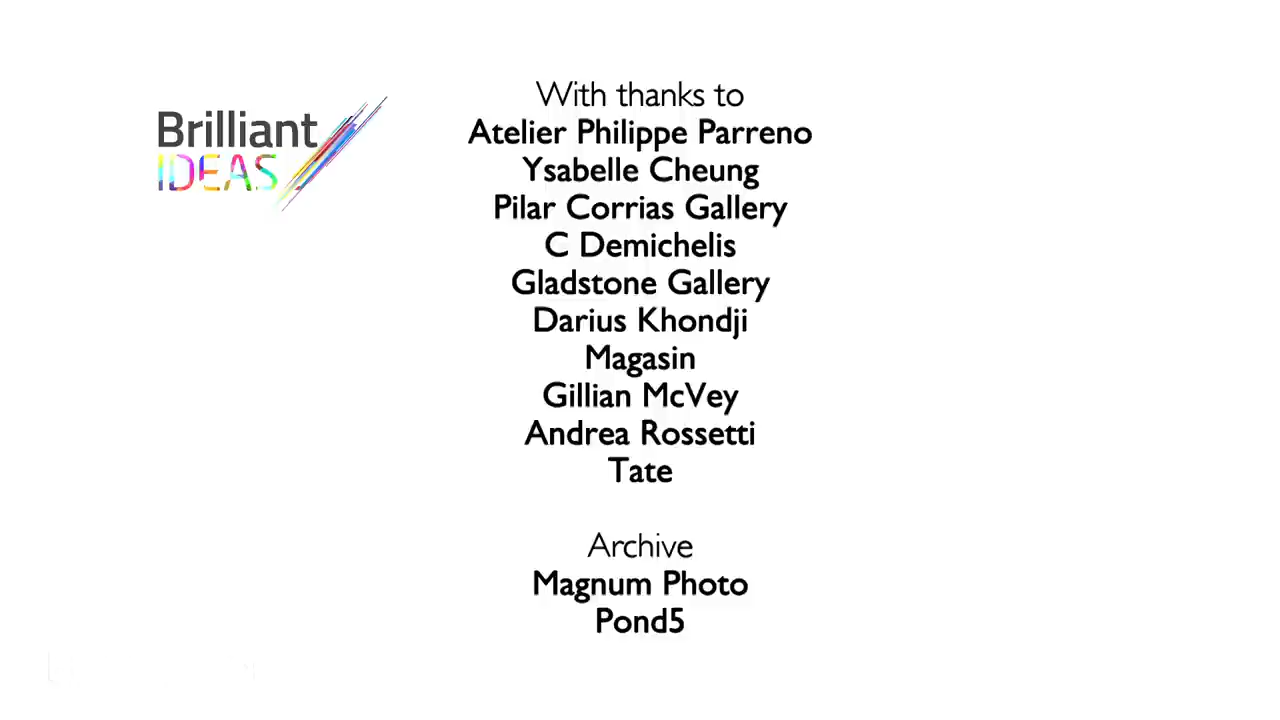 Brilliant
IDEAS
With thanks to
Atelier Philippe Parreno
Ysabelle Cheung
Pilar Corrias Gallery
C Demichelis
Gladstone Gallery
Darius Khondji
Magasin
Gillian McVey
Andrea Rossetti
Tate
Archive
Magnum Photo
Pond5